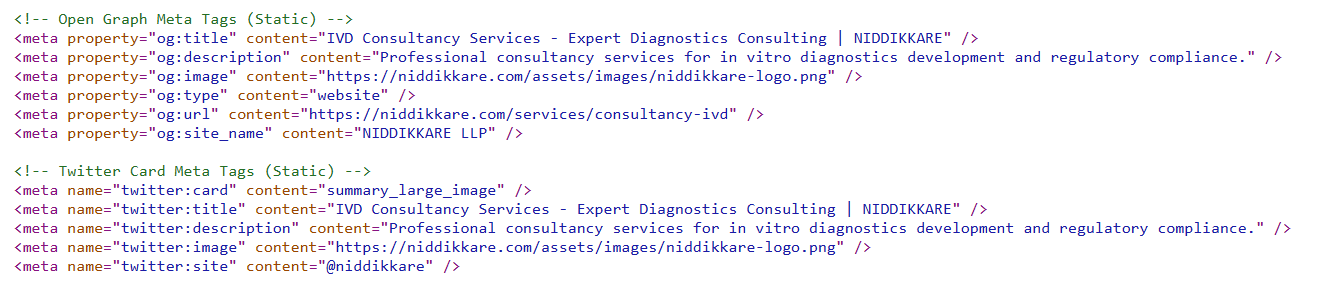 <!-- Open Graph Meta Tags (Static) -->
<meta property="og:title" content="IVD Consultancy Services - Expert Diagnostics Consulting | NIDDIKKARE" />
<meta property="og:description" content="Professional consultancy services for in vitro diagnostics development and regulatory compliance." />
<meta property="og:image" content="https://niddikkare.com/assets/images/niddikkare-logo.png" />
<meta property="og:type" content="website" />
<meta property="og:url" content="https://niddikkare.com/services/consultancy-ivd" />
<meta property="og:site_name" content="NIDDIKKARE LLP" />
<!-- Twitter Card Meta Tags (Static) -->
<meta name="twitter:card" content="summary_large_image" />
<meta name="twitter:title" content="IVD Consultancy Services - Expert Diagnostics Consulting | NIDDIKKARE" />
<meta name="twitter:description" content="Professional consultancy services for in vitro diagnostics development and regulatory compliance." />
<meta name="twitter:image" content="https://niddikkare.com/assets/images/niddikkare-logo.png" />
<meta name="twitter:site" content="@niddikkare" />